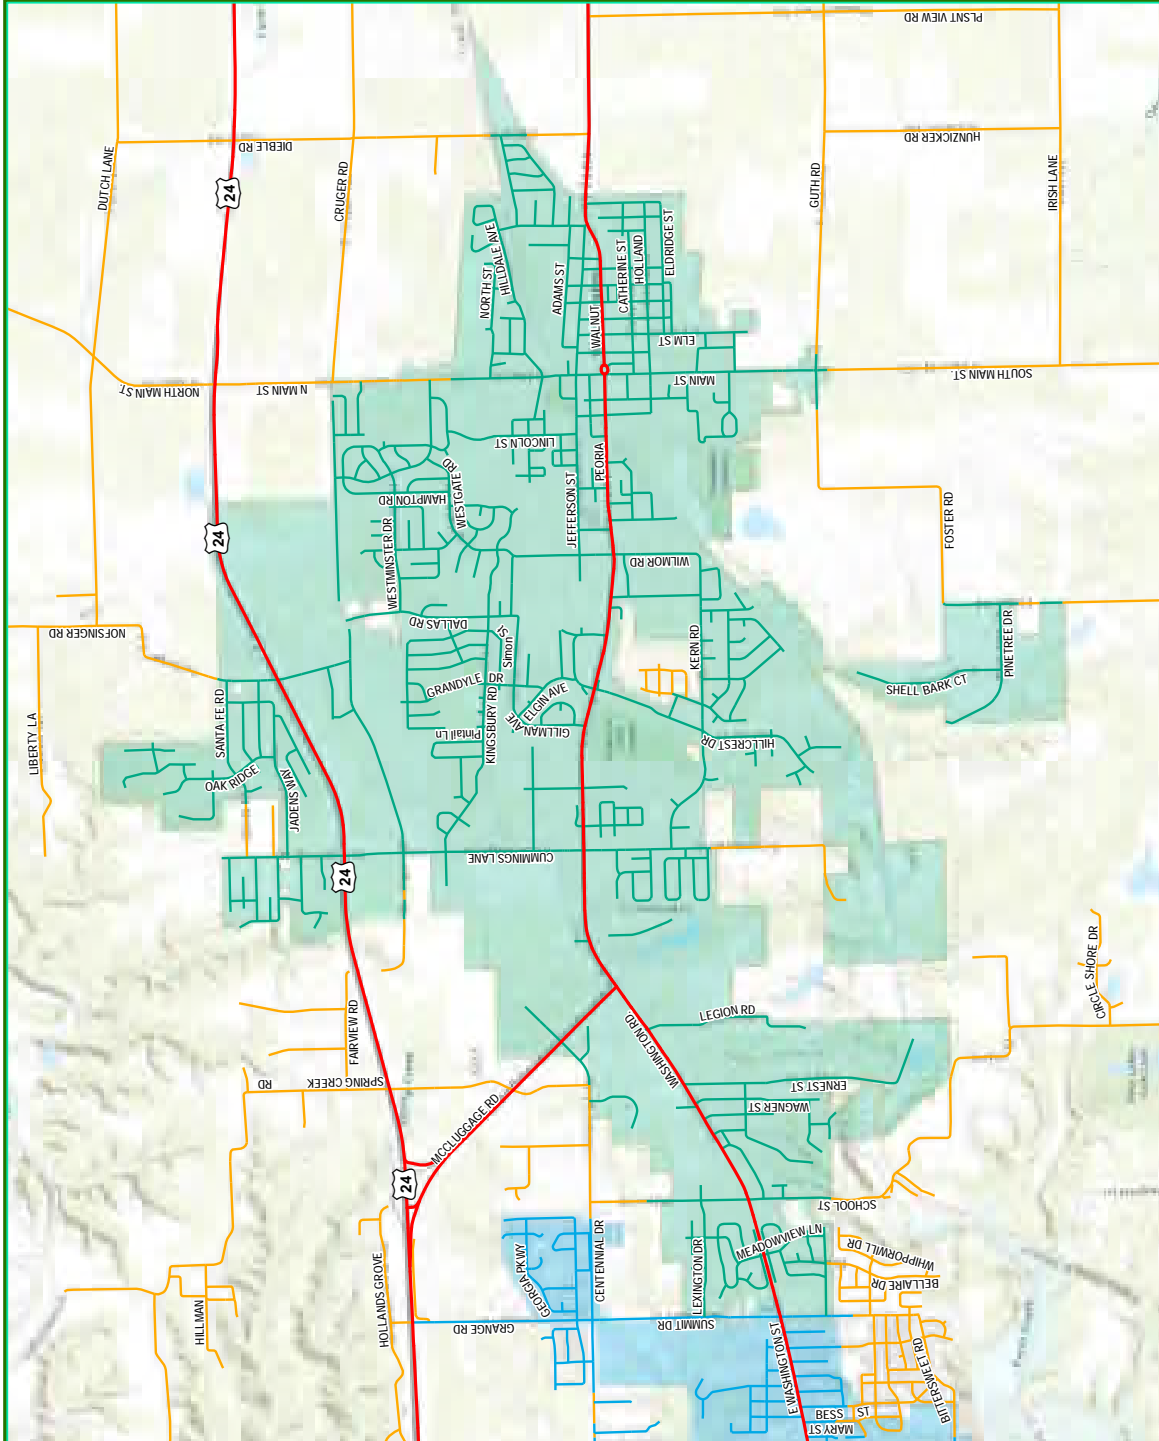 PLSNT VIEW RD
HUNZICKER RD
DIEBLE RD
DUTCH LANE
24
CRUGER RD
GUTH RD
IRISH LANE
HILLDALE AVE
NORTH ST
ADAMS ST
CATHERINE ST
HOLLAND
ELDRIDGE ST
WALNUT
ELM ST
NORTH MAIN ST.
N MAIN ST
MAIN ST
SOUTH MAIN ST.
LINCOLN ST
PEORIA
WESTGATE RD
HAMPTON RD
JEFFERSON ST
FOSTER RD
24
WESTMINSTER DR
WILMOR RD
DALLAS RD
NOFSINGER RD
Simon St
KERN RD
PINETREE DR
SHELL BARK CT
GRANDYLE DR
ELGIN AVE
SANTA FE RD
KINGSBURY RD
Pintail Ln
GILLMAN AVE
HILLCREST DR
LIBERTY LA
OAK RIDGE
JADENS WAY
CUMMINGS LANE
24
CIRCLE SHORE DR
FAIRVIEW RD
LEGION RD
WASHINGTON RD.
SPRING CREEK RD
ERNEST ST
WAGNER ST
MCCLUGGAGE RD
24
SCHOOL ST
CENTENNIAL DR
MEADOWVIEW LN
WHIPPORWILL DR
GEORGIA PKWY
LEXINGTON DR
BELLAIRE DR
HOLLANDS GROVE
HILLMAN
GRANGE RD
SUMMIT DR
E WASHINGTON ST
BITTERSWEET RD
BESS ST
MARY ST